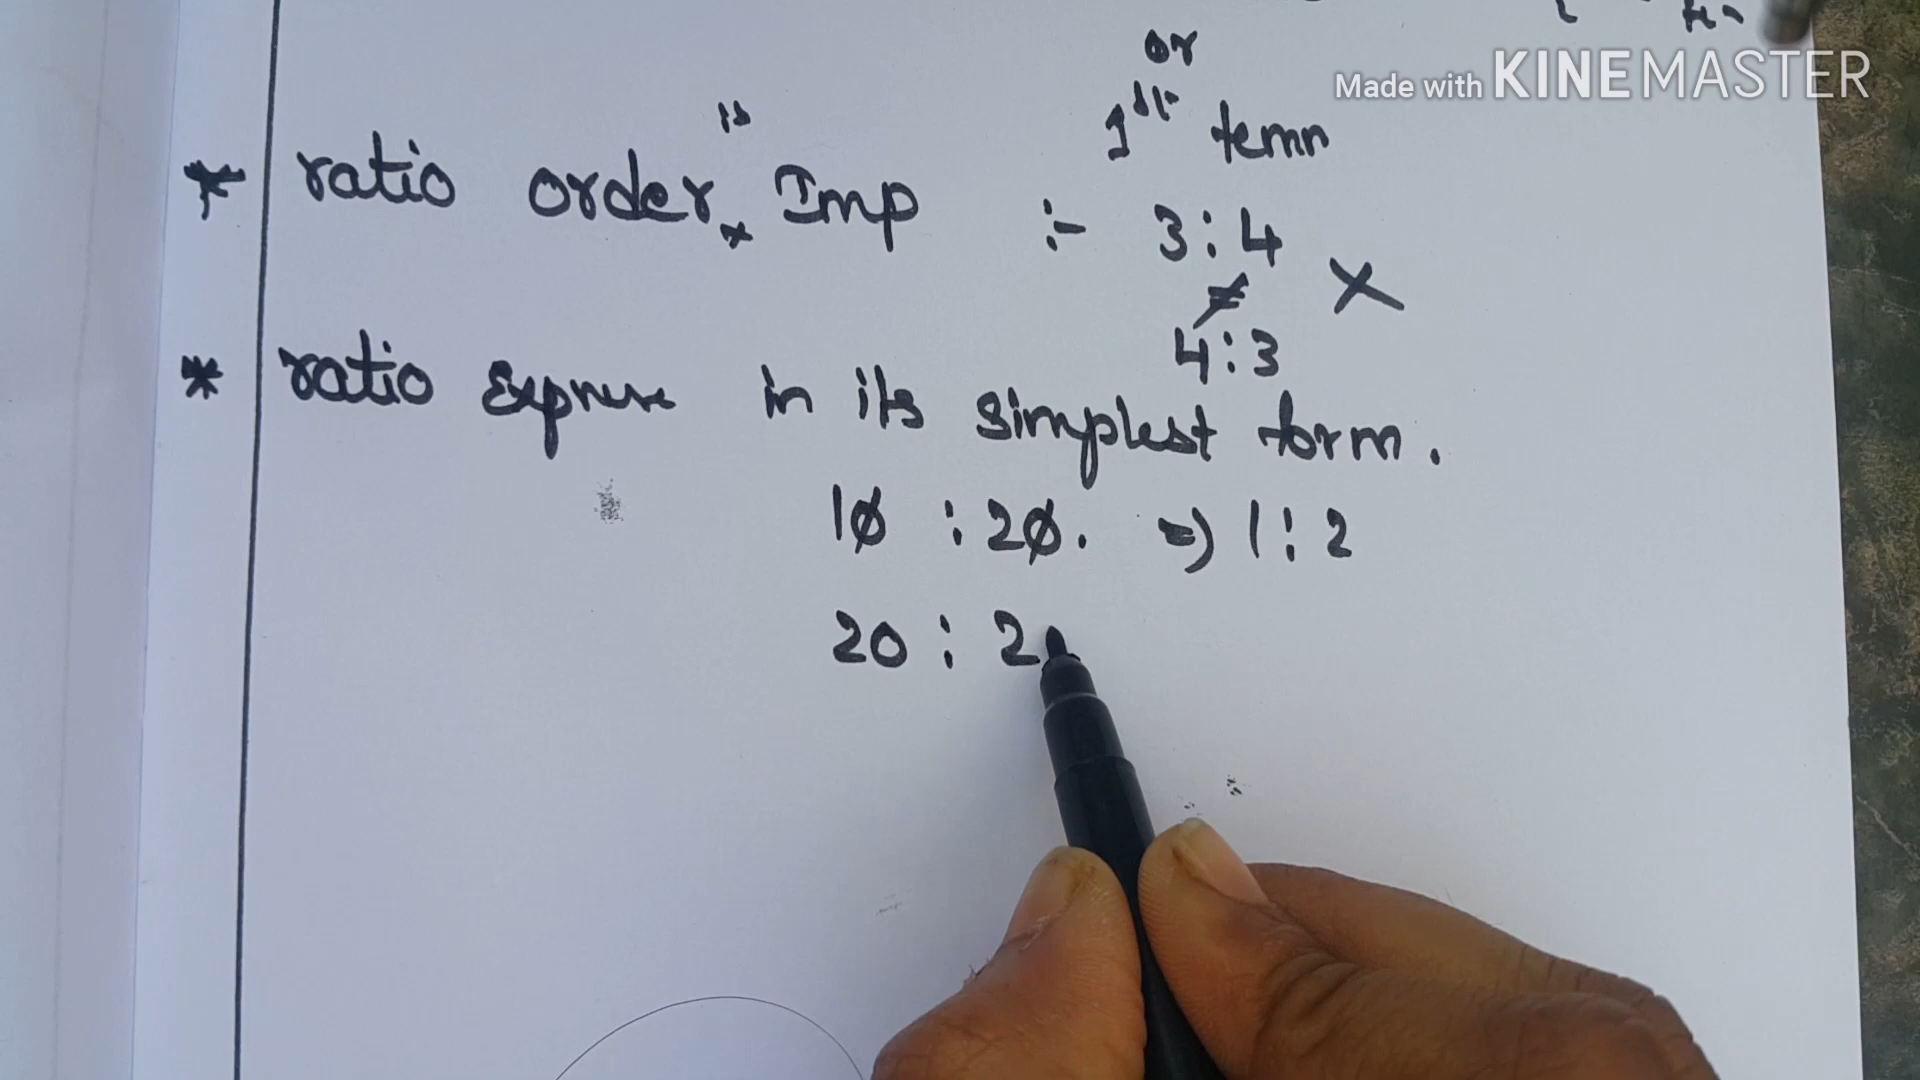 or
Made with KINEMASTER
1st term
is
* ratio order Imp :- 3:4
≠ ×
4:3
* ratio Express in its simplest form.
10 : 20. => 1:2
20 : 2